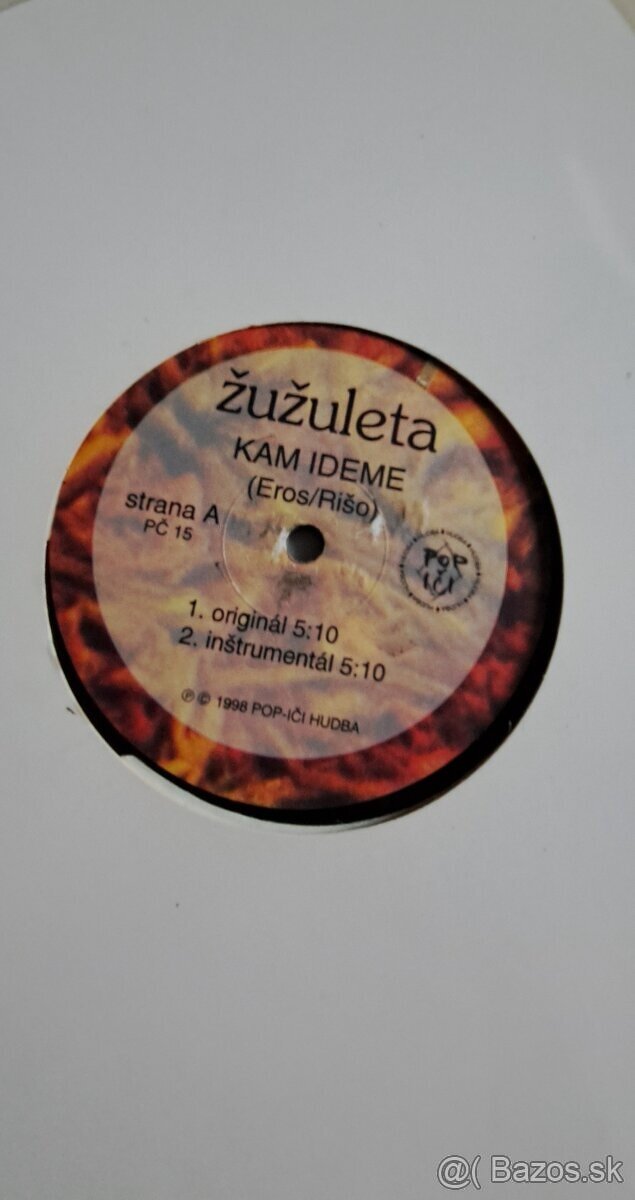 žužuleta
KAM IDEME
(Eros/Rišo)
strana A
PČ 15
POP
IČI
1. originál 5:10
2. inštrumentál 5:10
℗ © 1998 POP-IČI HUDBA
@( Bazos.sk